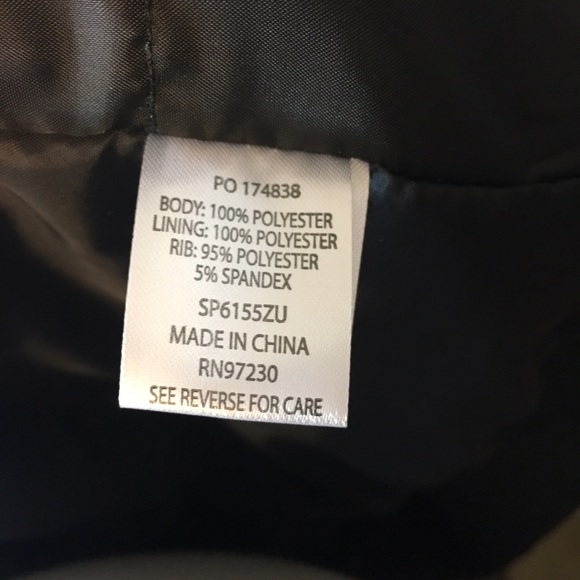 PO 174838
BODY: 100% POLYESTER
LINING: 100% POLYESTER
RIB: 95% POLYESTER
5% SPANDEX
SP6155ZU
MADE IN CHINA
RN97230
SEE REVERSE FOR CARE